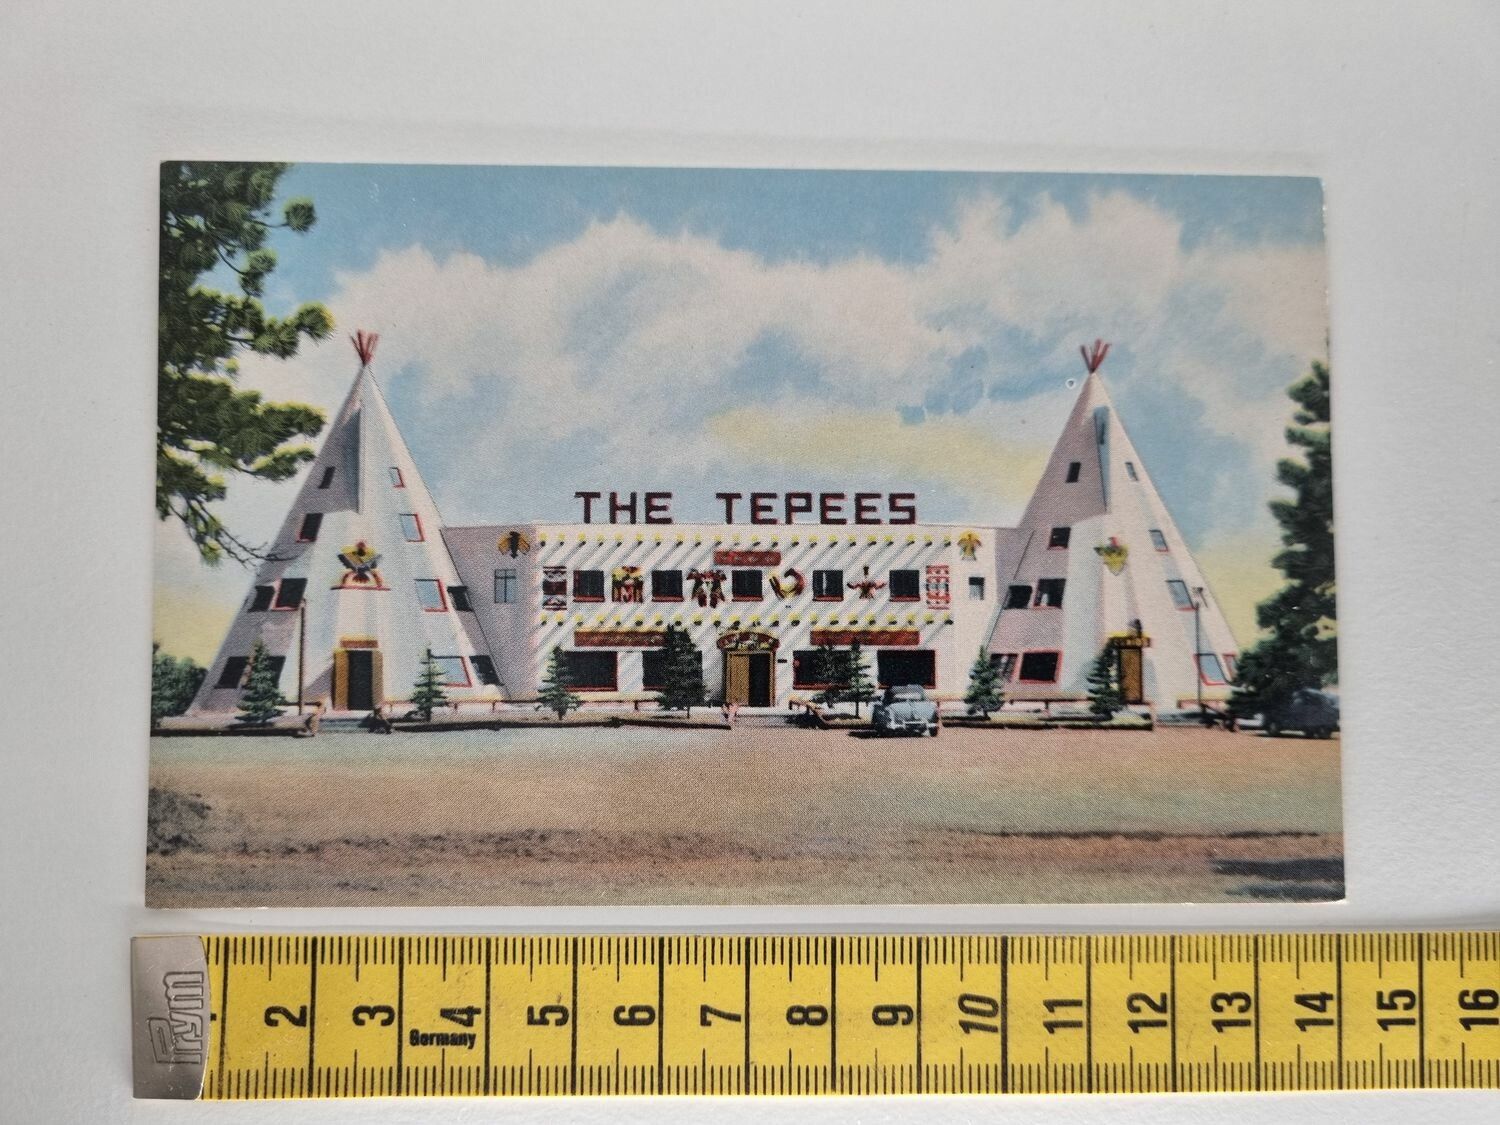 THE TEPEES
Prym
2 3 4 5 6 7 8 9 10 11 12 13 14 15 16
Germany